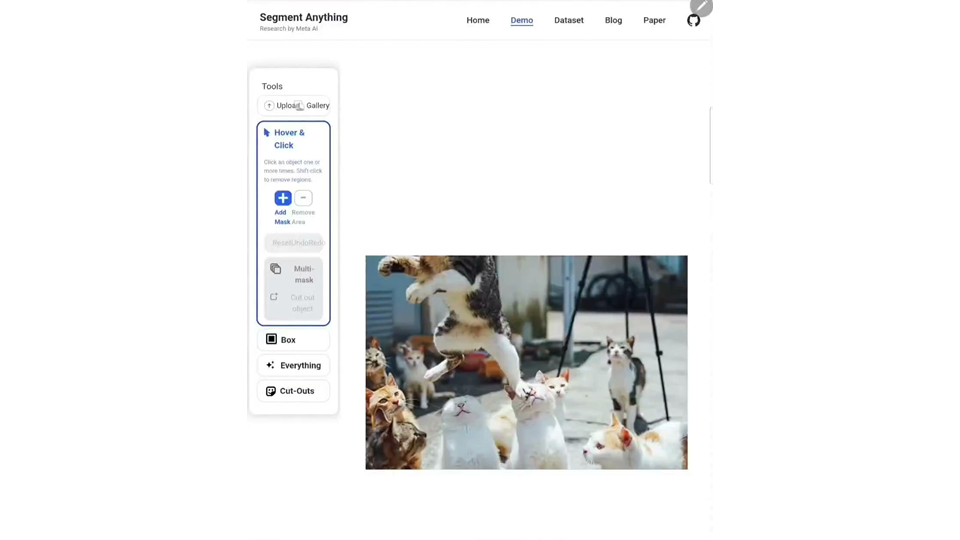 Segment Anything
Research by Meta AI
Home Demo Dataset Blog Paper
Tools
Upload Gallery
Hover &
Click
Click an object one or
more times. Shift-click
to remove regions.
Add Remove
Mask Area
Reset Undo Redo
Multi-
mask
Cut out
object
Box
Everything
Cut-Outs